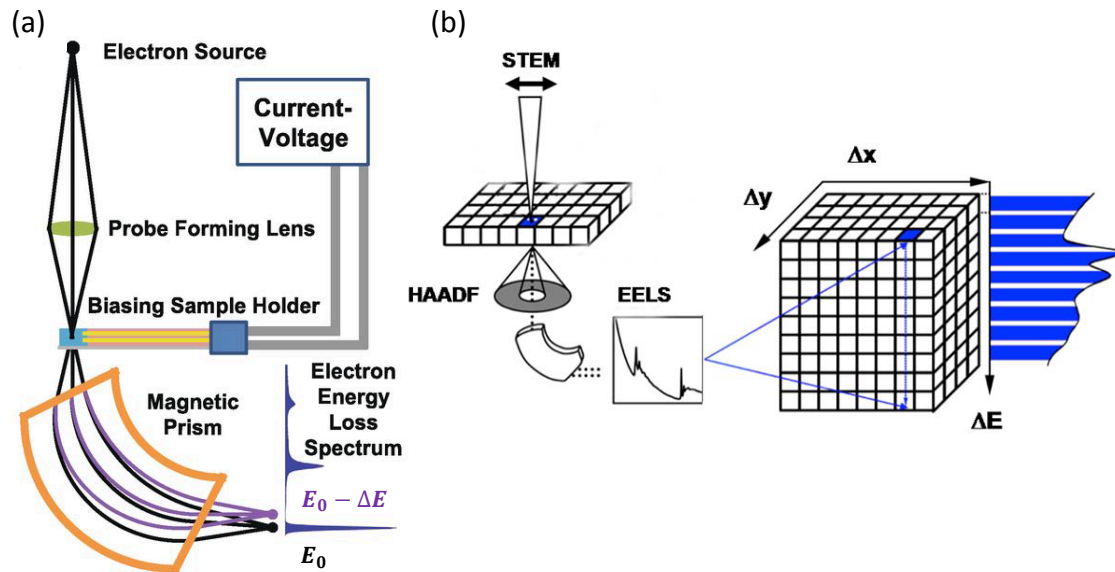 (a)
Electron Source
Current-
Voltage
Probe Forming Lens
Biasing Sample Holder
Magnetic
Prism
Electron
Energy
Loss
Spectrum
E₀ − ΔE
E₀
(b)
STEM
HAADF
EELS
Δx
Δy
ΔE